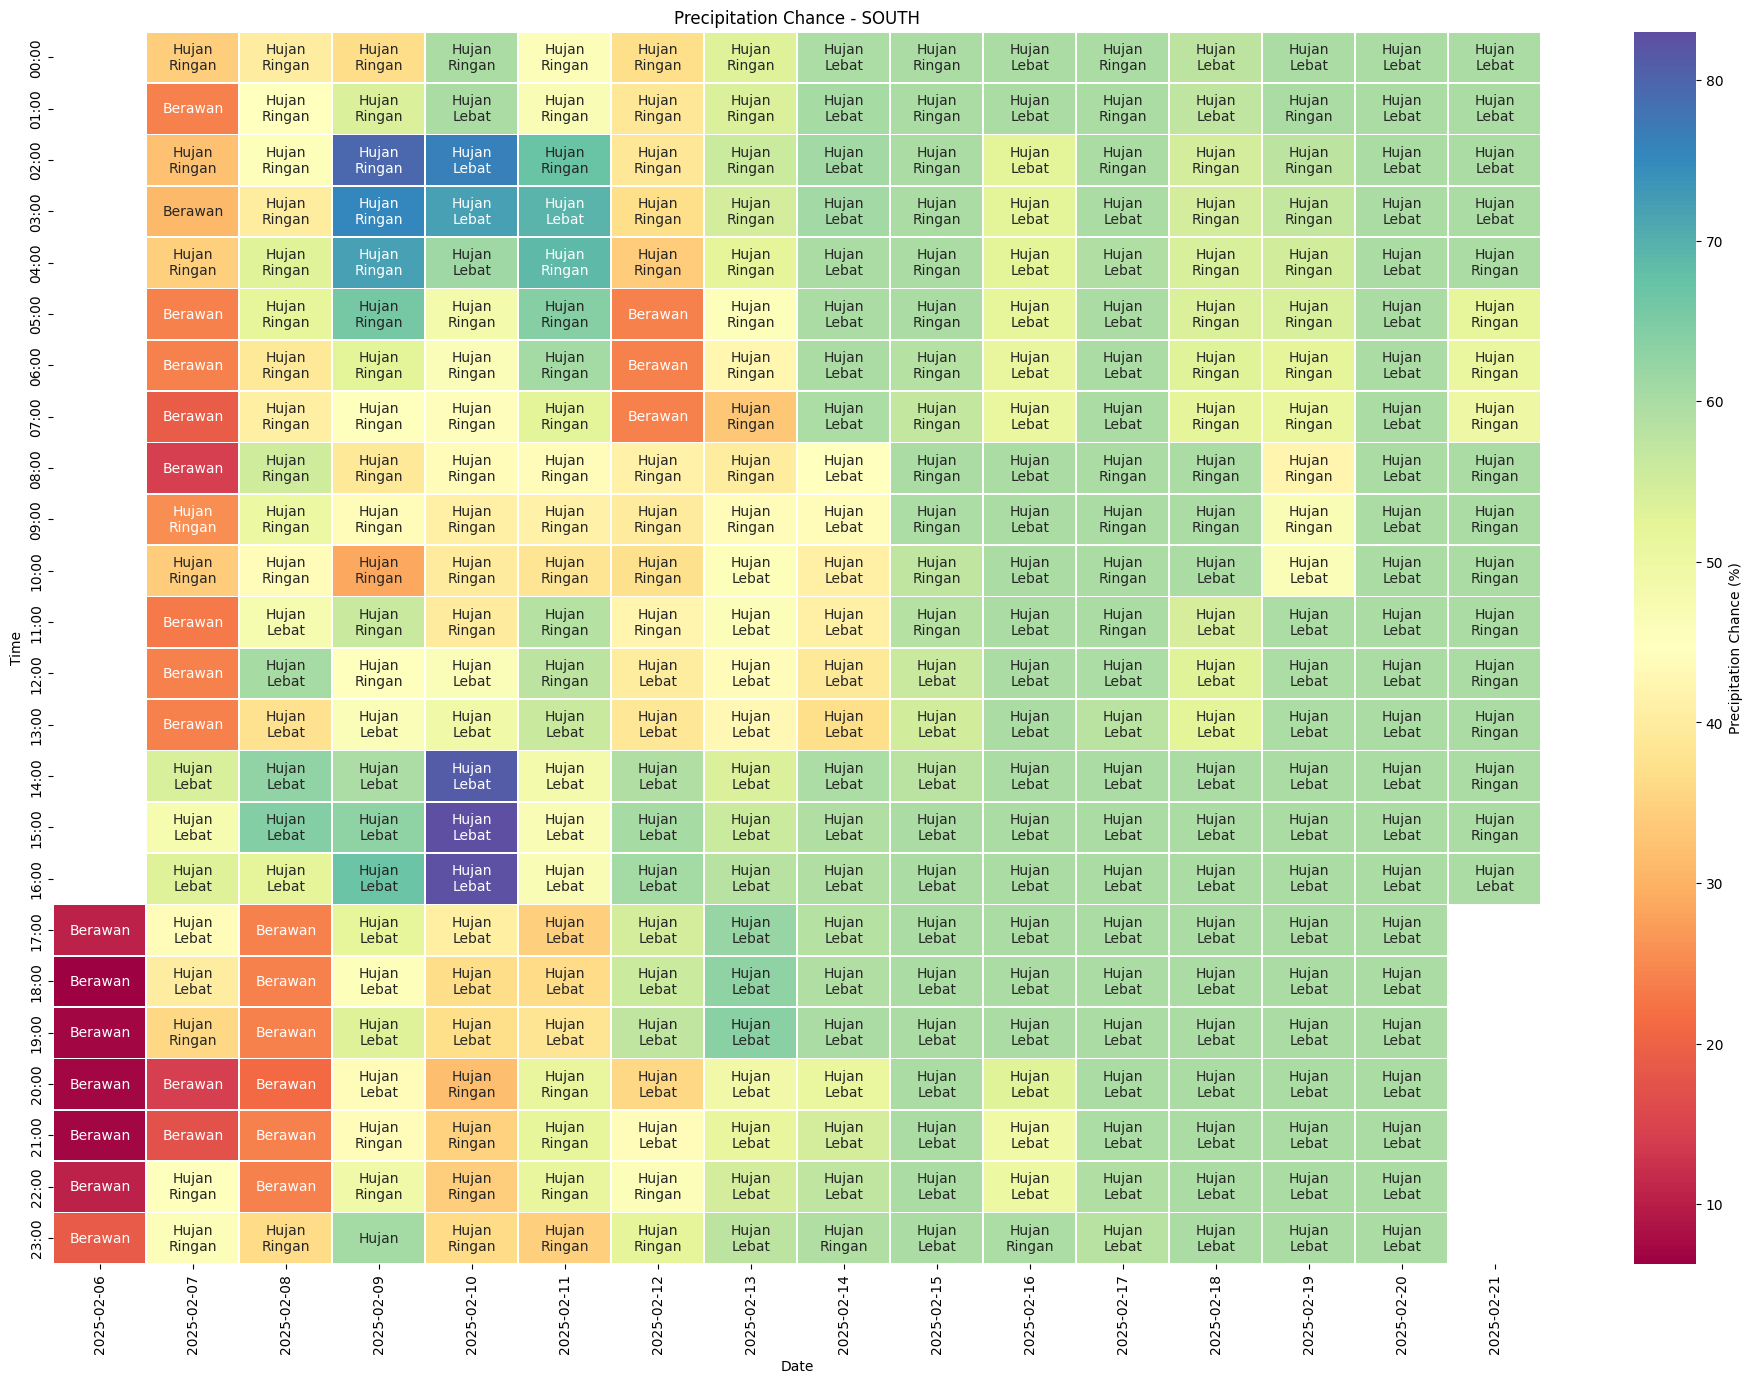 Precipitation Chance - SOUTH
00:00 Hujan Ringan Hujan Ringan Hujan Ringan Hujan Ringan Hujan Ringan Hujan Ringan Hujan Ringan Hujan Lebat Hujan Ringan Hujan Lebat Hujan Ringan Hujan Lebat Hujan Lebat Hujan Lebat Hujan Lebat
01:00 Berawan Hujan Ringan Hujan Ringan Hujan Lebat Hujan Ringan Hujan Ringan Hujan Ringan Hujan Lebat Hujan Ringan Hujan Lebat Hujan Ringan Hujan Lebat Hujan Ringan Hujan Lebat Hujan Lebat
02:00 Hujan Ringan Hujan Ringan Hujan Ringan Hujan Lebat Hujan Ringan Hujan Ringan Hujan Ringan Hujan Lebat Hujan Ringan Hujan Lebat Hujan Ringan Hujan Ringan Hujan Ringan Hujan Lebat Hujan Lebat
03:00 Berawan Hujan Ringan Hujan Ringan Hujan Lebat Hujan Lebat Hujan Ringan Hujan Ringan Hujan Lebat Hujan Ringan Hujan Lebat Hujan Lebat Hujan Ringan Hujan Ringan Hujan Lebat Hujan Lebat
04:00 Hujan Ringan Hujan Ringan Hujan Ringan Hujan Lebat Hujan Ringan Hujan Ringan Hujan Ringan Hujan Lebat Hujan Ringan Hujan Lebat Hujan Lebat Hujan Ringan Hujan Ringan Hujan Lebat Hujan Ringan
05:00 Berawan Hujan Ringan Hujan Ringan Hujan Ringan Hujan Ringan Berawan Hujan Ringan Hujan Lebat Hujan Ringan Hujan Lebat Hujan Lebat Hujan Ringan Hujan Ringan Hujan Lebat Hujan Ringan
06:00 Berawan Hujan Ringan Hujan Ringan Hujan Ringan Hujan Ringan Berawan Hujan Ringan Hujan Lebat Hujan Ringan Hujan Lebat Hujan Lebat Hujan Ringan Hujan Ringan Hujan Lebat Hujan Ringan
07:00 Berawan Hujan Ringan Hujan Ringan Hujan Ringan Hujan Ringan Berawan Hujan Ringan Hujan Lebat Hujan Ringan Hujan Lebat Hujan Lebat Hujan Ringan Hujan Ringan Hujan Lebat Hujan Ringan
08:00 Berawan Hujan Ringan Hujan Ringan Hujan Ringan Hujan Ringan Hujan Ringan Hujan Ringan Hujan Lebat Hujan Ringan Hujan Lebat Hujan Ringan Hujan Ringan Hujan Ringan Hujan Lebat Hujan Ringan
09:00 Hujan Ringan Hujan Ringan Hujan Ringan Hujan Ringan Hujan Ringan Hujan Ringan Hujan Ringan Hujan Lebat Hujan Ringan Hujan Lebat Hujan Ringan Hujan Ringan Hujan Ringan Hujan Lebat Hujan Ringan
10:00 Hujan Ringan Hujan Ringan Hujan Ringan Hujan Ringan Hujan Ringan Hujan Ringan Hujan Lebat Hujan Lebat Hujan Ringan Hujan Lebat Hujan Ringan Hujan Lebat Hujan Lebat Hujan Lebat Hujan Ringan
11:00 Berawan Hujan Lebat Hujan Ringan Hujan Ringan Hujan Ringan Hujan Ringan Hujan Lebat Hujan Lebat Hujan Ringan Hujan Lebat Hujan Ringan Hujan Lebat Hujan Lebat Hujan Lebat Hujan Ringan
12:00 Berawan Hujan Lebat Hujan Ringan Hujan Lebat Hujan Ringan Hujan Lebat Hujan Lebat Hujan Lebat Hujan Lebat Hujan Lebat Hujan Lebat Hujan Lebat Hujan Lebat Hujan Lebat Hujan Ringan
13:00 Berawan Hujan Lebat Hujan Lebat Hujan Lebat Hujan Lebat Hujan Lebat Hujan Lebat Hujan Lebat Hujan Lebat Hujan Lebat Hujan Lebat Hujan Lebat Hujan Lebat Hujan Lebat Hujan Ringan
14:00 Hujan Lebat Hujan Lebat Hujan Lebat Hujan Lebat Hujan Lebat Hujan Lebat Hujan Lebat Hujan Lebat Hujan Lebat Hujan Lebat Hujan Lebat Hujan Lebat Hujan Lebat Hujan Lebat Hujan Ringan
15:00 Hujan Lebat Hujan Lebat Hujan Lebat Hujan Lebat Hujan Lebat Hujan Lebat Hujan Lebat Hujan Lebat Hujan Lebat Hujan Lebat Hujan Lebat Hujan Lebat Hujan Lebat Hujan Lebat Hujan Ringan
16:00 Hujan Lebat Hujan Lebat Hujan Lebat Hujan Lebat Hujan Lebat Hujan Lebat Hujan Lebat Hujan Lebat Hujan Lebat Hujan Lebat Hujan Lebat Hujan Lebat Hujan Lebat Hujan Lebat Hujan Lebat
17:00 Berawan Hujan Lebat Berawan Hujan Lebat Hujan Lebat Hujan Lebat Hujan Lebat Hujan Lebat Hujan Lebat Hujan Lebat Hujan Lebat Hujan Lebat Hujan Lebat Hujan Lebat Hujan Lebat
18:00 Berawan Hujan Lebat Berawan Hujan Lebat Hujan Lebat Hujan Lebat Hujan Lebat Hujan Lebat Hujan Lebat Hujan Lebat Hujan Lebat Hujan Lebat Hujan Lebat Hujan Lebat Hujan Lebat
19:00 Berawan Hujan Ringan Berawan Hujan Lebat Hujan Lebat Hujan Lebat Hujan Lebat Hujan Lebat Hujan Lebat Hujan Lebat Hujan Lebat Hujan Lebat Hujan Lebat Hujan Lebat Hujan Lebat
20:00 Berawan Berawan Berawan Hujan Lebat Hujan Ringan Hujan Ringan Hujan Lebat Hujan Lebat Hujan Lebat Hujan Lebat Hujan Lebat Hujan Lebat Hujan Lebat Hujan Lebat Hujan Lebat
21:00 Berawan Berawan Berawan Hujan Ringan Hujan Ringan Hujan Ringan Hujan Lebat Hujan Lebat Hujan Lebat Hujan Lebat Hujan Lebat Hujan Lebat Hujan Lebat Hujan Lebat Hujan Lebat
22:00 Berawan Hujan Ringan Berawan Hujan Ringan Hujan Ringan Hujan Ringan Hujan Ringan Hujan Lebat Hujan Lebat Hujan Lebat Hujan Lebat Hujan Lebat Hujan Lebat Hujan Lebat Hujan Lebat
23:00 Berawan Hujan Ringan Hujan Ringan Hujan Hujan Ringan Hujan Ringan Hujan Ringan Hujan Lebat Hujan Ringan Hujan Lebat Hujan Ringan Hujan Lebat Hujan Lebat Hujan Lebat Hujan Lebat
Time
2025-02-06 2025-02-07 2025-02-08 2025-02-09 2025-02-10 2025-02-11 2025-02-12 2025-02-13 2025-02-14 2025-02-15 2025-02-16 2025-02-17 2025-02-18 2025-02-19 2025-02-20 2025-02-21
Date
80
70
60
50
40
30
20
10
Precipitation Chance (%)